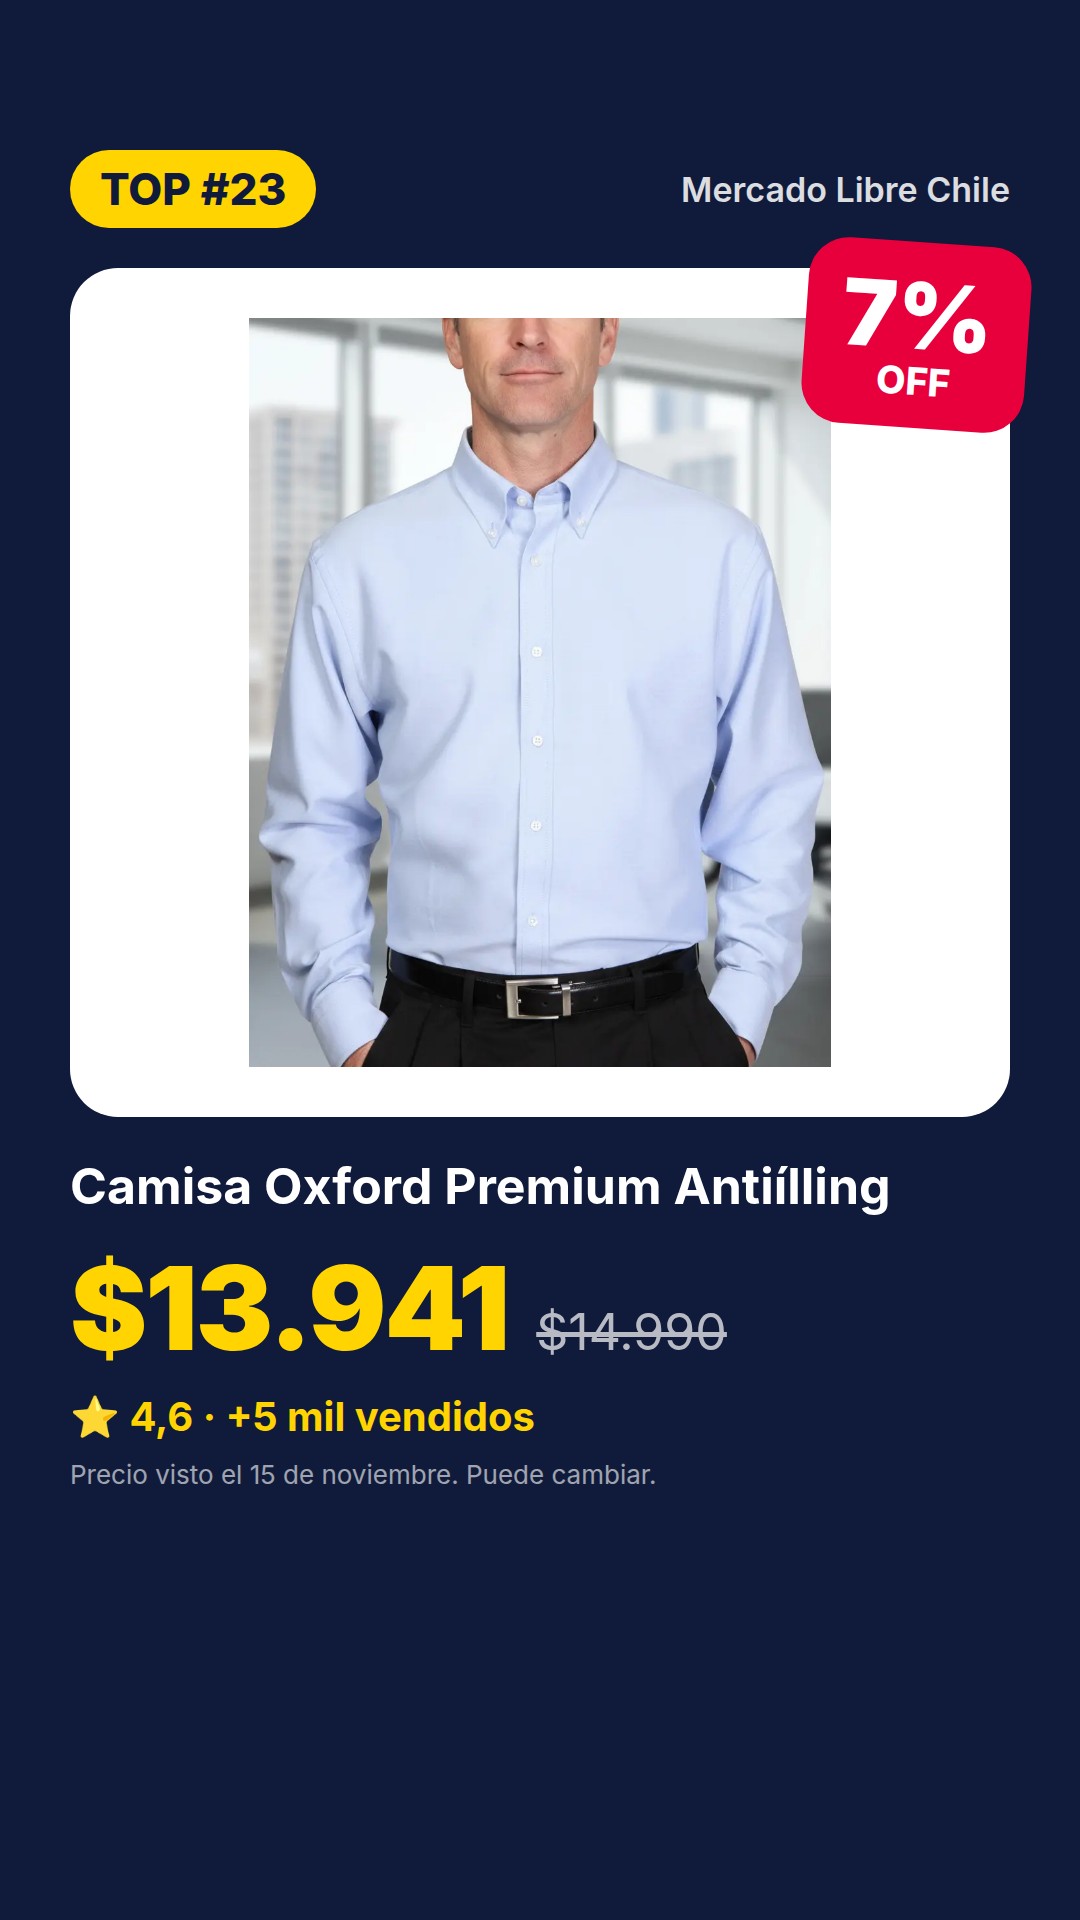 TOP #23
Mercado Libre Chile
7%
OFF
Camisa Oxford Premium Antiílling
$13.941 $14.990
⭐ 4,6 · +5 mil vendidos
Precio visto el 15 de noviembre. Puede cambiar.